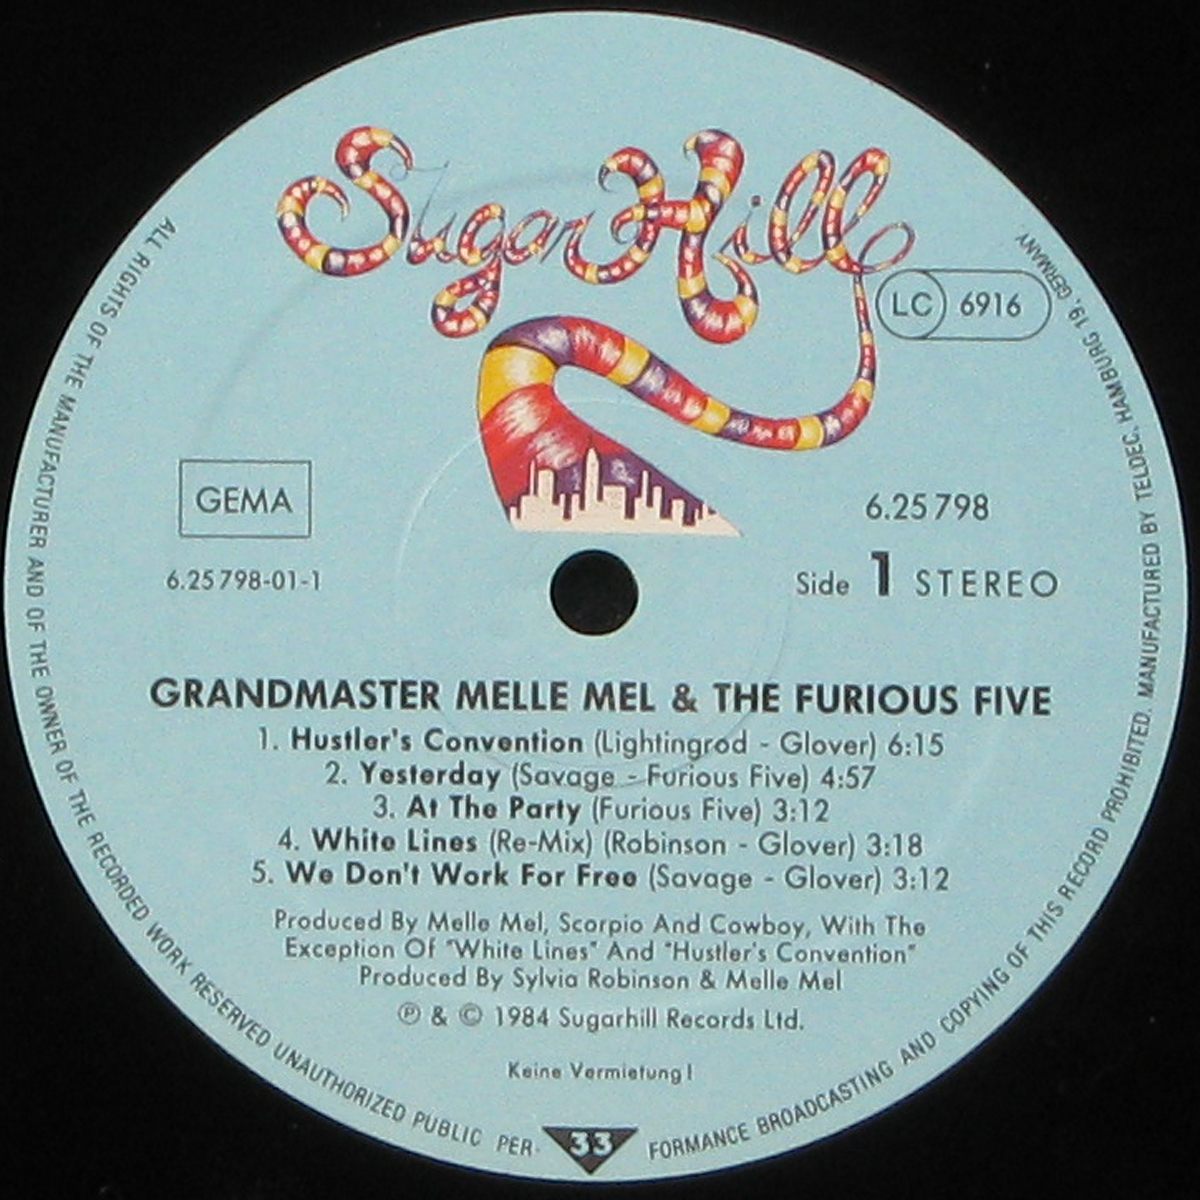 Sugar Hill
LC 6916
GEMA
6.25798
6.25798-01-1
Side 1 STEREO
GRANDMASTER MELLE MEL & THE FURIOUS FIVE
1. Hustler's Convention (Lightingrod - Glover) 6:15
2. Yesterday (Savage - Furious Five) 4:57
3. At The Party (Furious Five) 3:12
4. White Lines (Re-Mix) (Robinson - Glover) 3:18
5. We Don't Work For Free (Savage - Glover) 3:12
Produced By Melle Mel, Scorpio And Cowboy, With The
Exception Of "White Lines" And "Hustler's Convention"
Produced By Sylvia Robinson & Melle Mel
℗ & © 1984 Sugarhill Records Ltd.
Keine Vermietung!
33
ALL RIGHTS OF THE MANUFACTURER AND OF THE OWNER OF THE RECORDED WORK RESERVED UNAUTHORIZED PUBLIC PER- FORMANCE BROADCASTING AND COPYING OF THIS RECORD PROHIBITED. MANUFACTURED BY TELDEC, HAMBURG 19, GERMANY